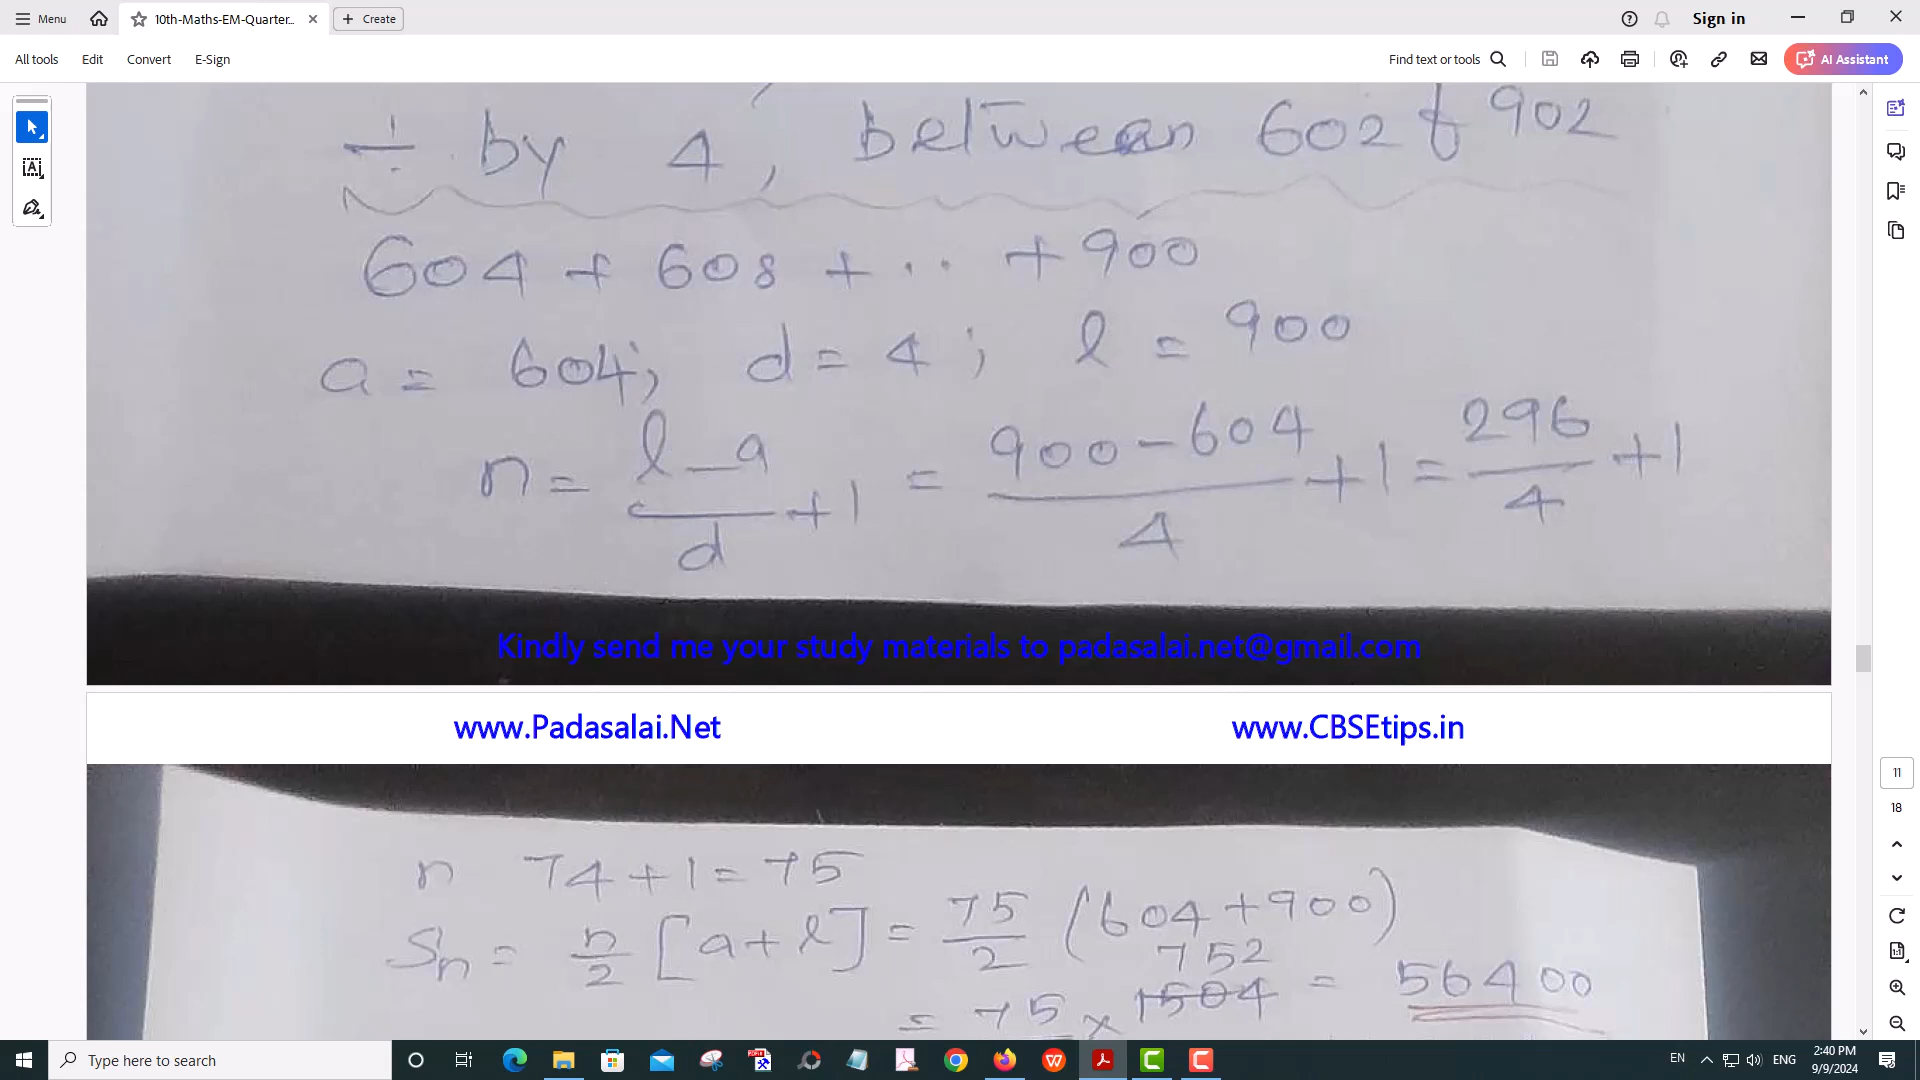 Menu
10th-Maths-EM-Quarter...
Create
Sign in
All tools
Edit
Convert
E-Sign
Find text or tools
AI Assistant
÷ by 4, between 602 & 902
604 + 608 + .. + 900
a = 604; d = 4; l = 900
n = l-a/d + 1 = 900-604/4 + 1 = 296/4 + 1
Kindly send me your study materials to padasalai.net@gmail.com
www.Padasalai.Net
www.CBSEtips.in
11
18
n 74+1 = 75
Sn = n/2 [a+l] = 75/2 (604+900)
752
= 75 × 1504 = 56400
Type here to search
EN
ENG
2:40 PM
9/9/2024